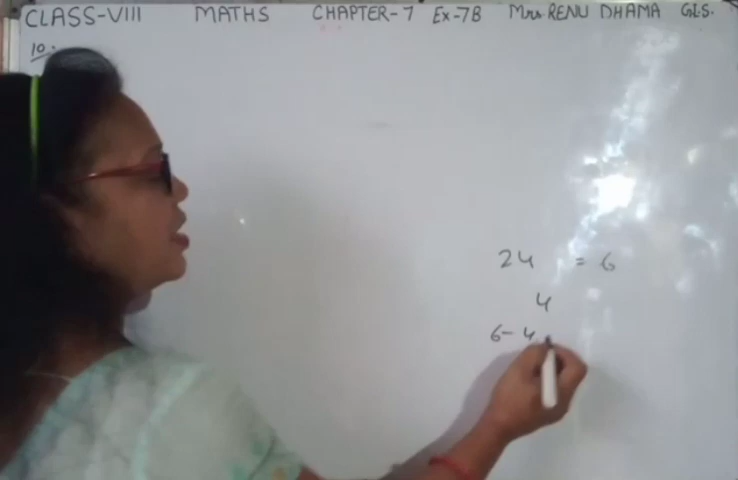 CLASS-VIII MATHS CHAPTER-7 Ex-7B Mrs RENU DHAMA G.I.S.
10.
24 = 6
4
6-4